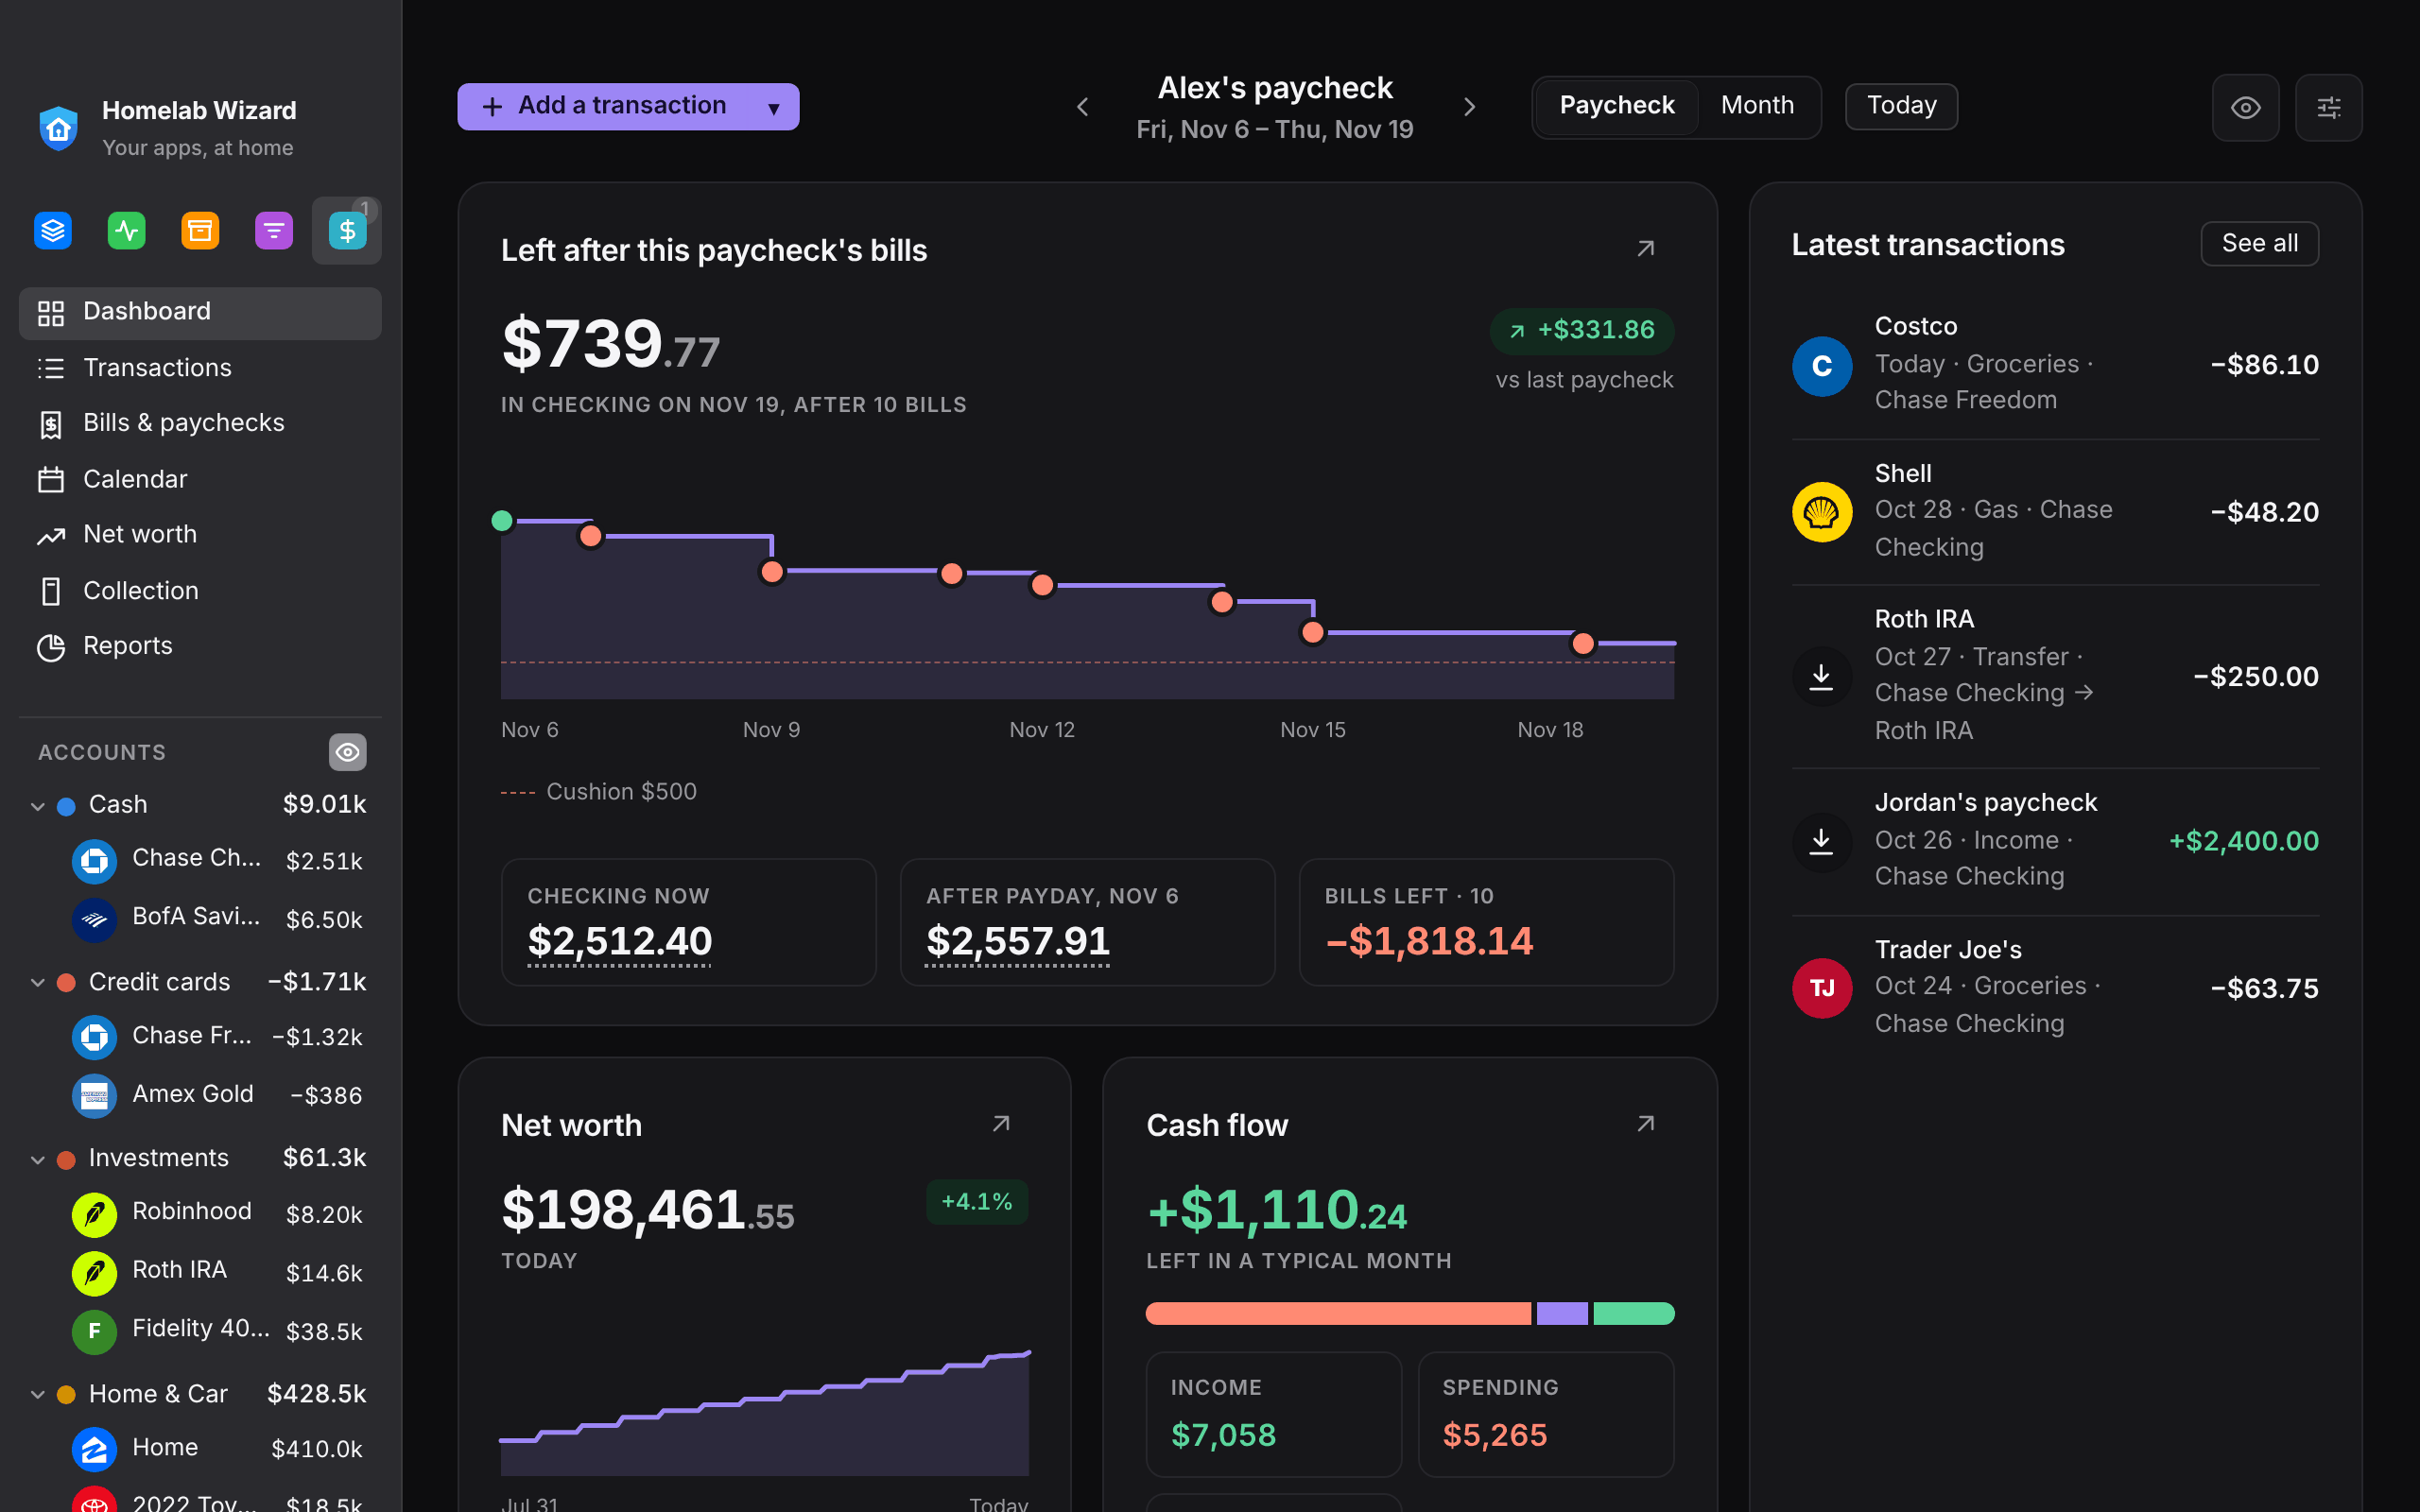 Homelab Wizard
Your apps, at home
1
Dashboard
Transactions
Bills & paychecks
Calendar
Net worth
Collection
Reports
ACCOUNTS
Cash $9.01k
Chase Ch... $2.51k
BofA Savi... $6.50k
Credit cards −$1.71k
Chase Fr... −$1.32k
Amex Gold −$386
Investments $61.3k
Robinhood $8.20k
Roth IRA $14.6k
F Fidelity 40... $38.5k
Home & Car $428.5k
Home $410.0k
2022 Toy... $18.5k
+ Add a transaction ▾
Alex's paycheck
Fri, Nov 6 – Thu, Nov 19
Paycheck Month Today
Left after this paycheck's bills
$739.77
IN CHECKING ON NOV 19, AFTER 10 BILLS
+$331.86
vs last paycheck
Nov 6 Nov 9 Nov 12 Nov 15 Nov 18
Cushion $500
CHECKING NOW
$2,512.40
AFTER PAYDAY, NOV 6
$2,557.91
BILLS LEFT · 10
−$1,818.14
Net worth
$198,461.55
+4.1%
TODAY
Jul 31 Today
Cash flow
+$1,110.24
LEFT IN A TYPICAL MONTH
INCOME
$7,058
SPENDING
$5,265
Latest transactions
See all
C
Costco
Today · Groceries ·
Chase Freedom
−$86.10
Shell
Oct 28 · Gas · Chase
Checking
−$48.20
Roth IRA
Oct 27 · Transfer ·
Chase Checking →
Roth IRA
−$250.00
Jordan's paycheck
Oct 26 · Income ·
Chase Checking
+$2,400.00
TJ
Trader Joe's
Oct 24 · Groceries ·
Chase Checking
−$63.75